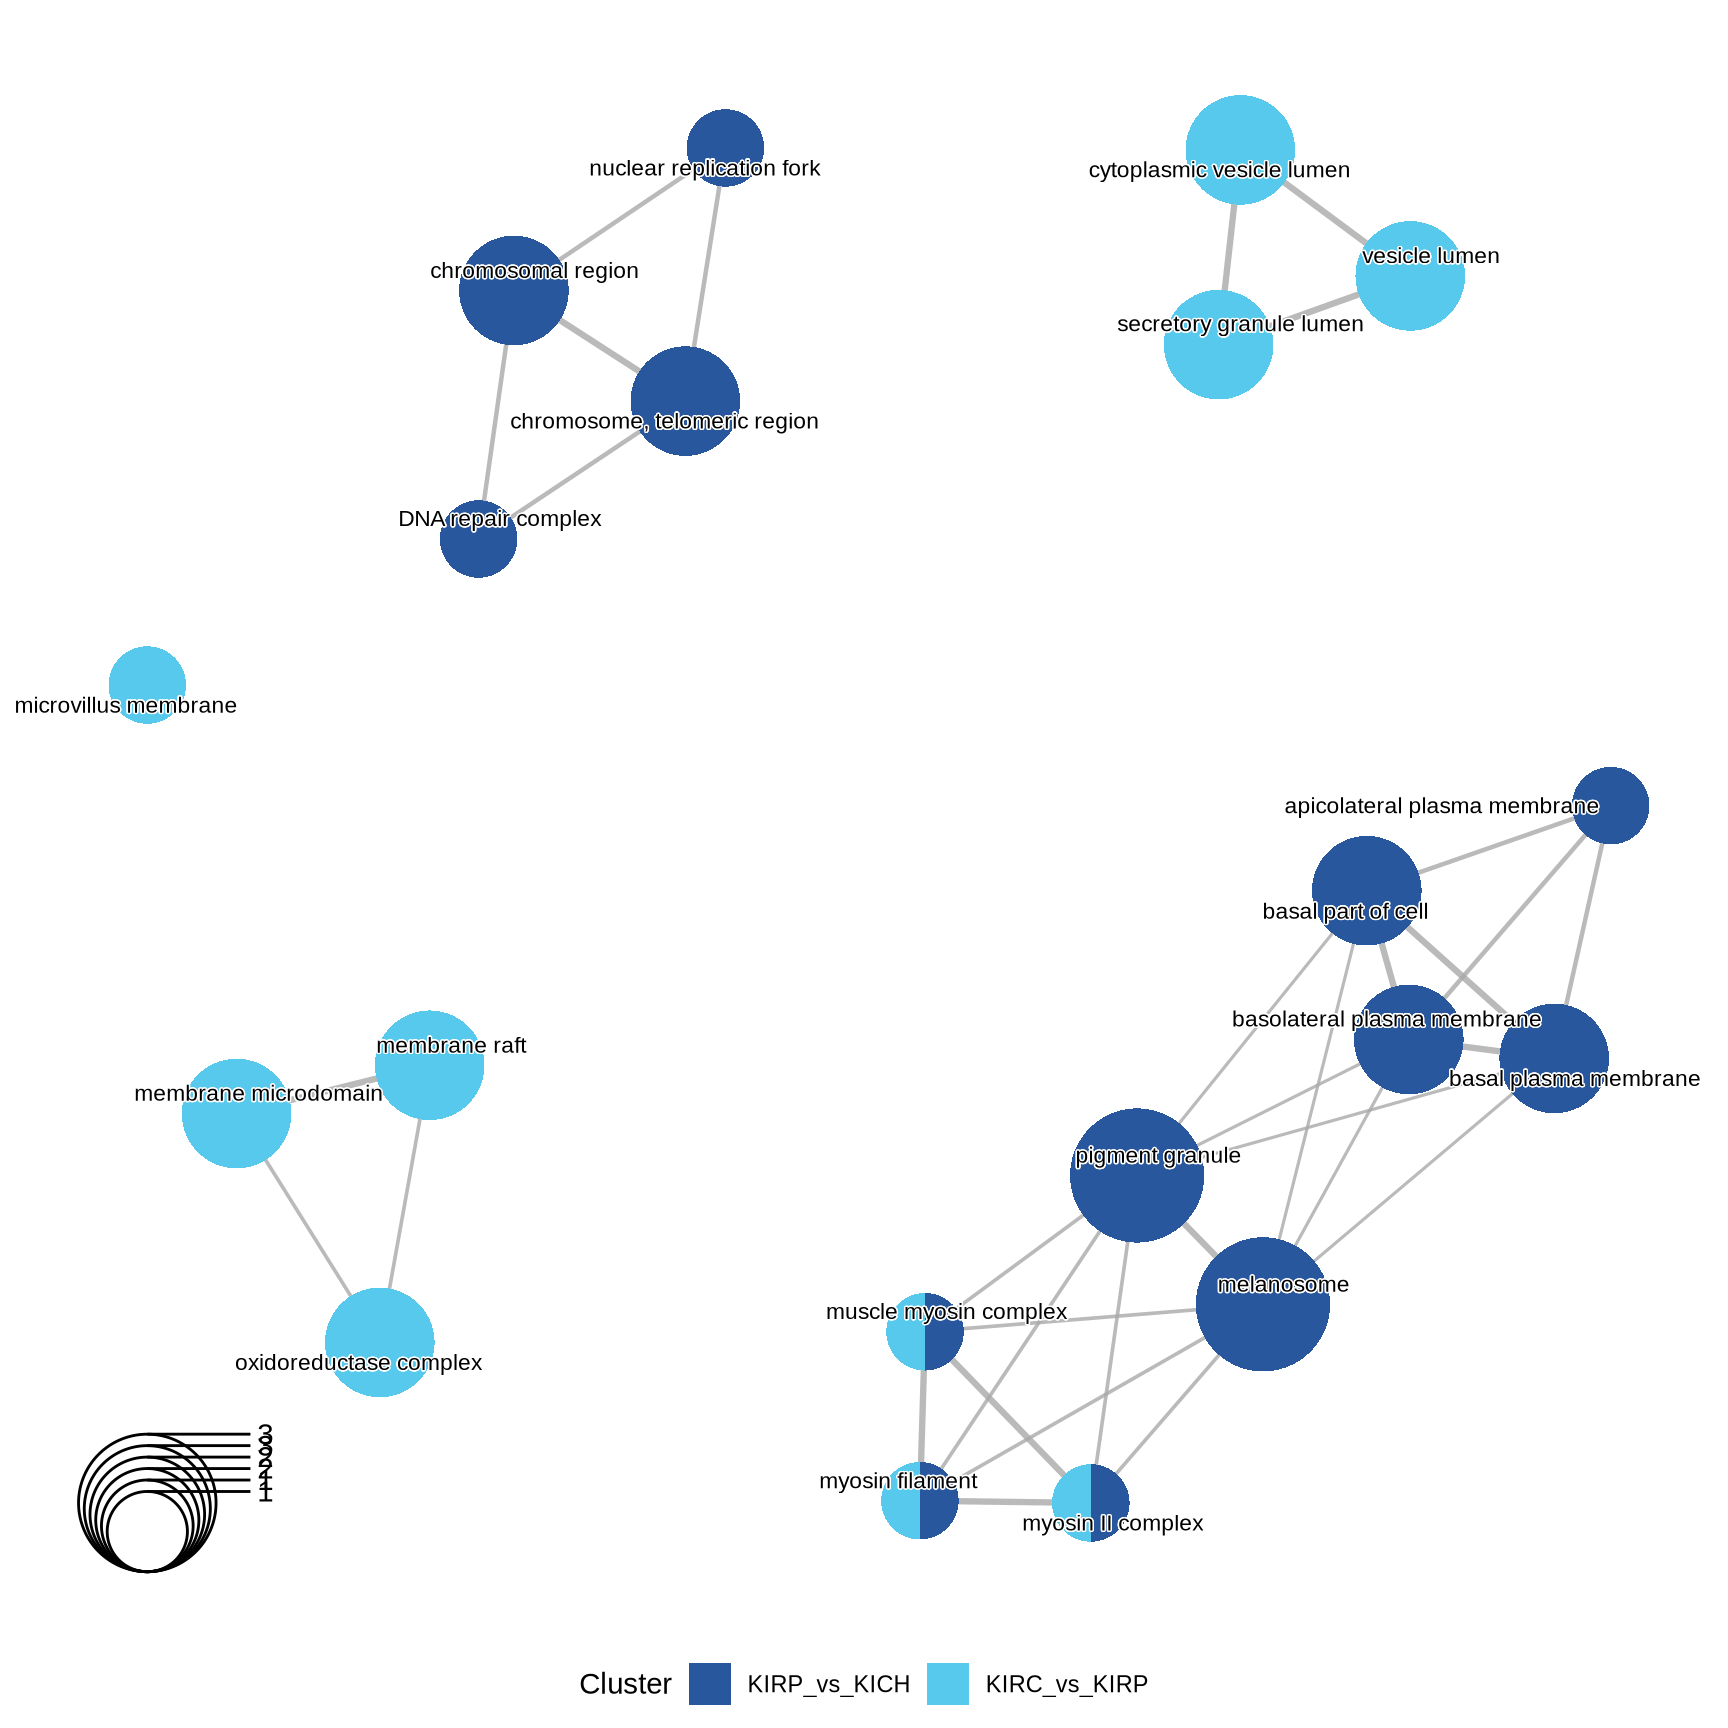 nuclear replication fork
cytoplasmic vesicle lumen
vesicle lumen
chromosomal region
secretory granule lumen
chromosome, telomeric region
DNA repair complex
microvillus membrane
apicolateral plasma membrane
basal part of cell
basolateral plasma membrane
membrane raft
basal plasma membrane
membrane microdomain
pigment granule
melanosome
muscle myosin complex
oxidoreductase complex
3
3
2
2
1
1
myosin filament
myosin II complex
Cluster KIRP_vs_KICH KIRC_vs_KIRP